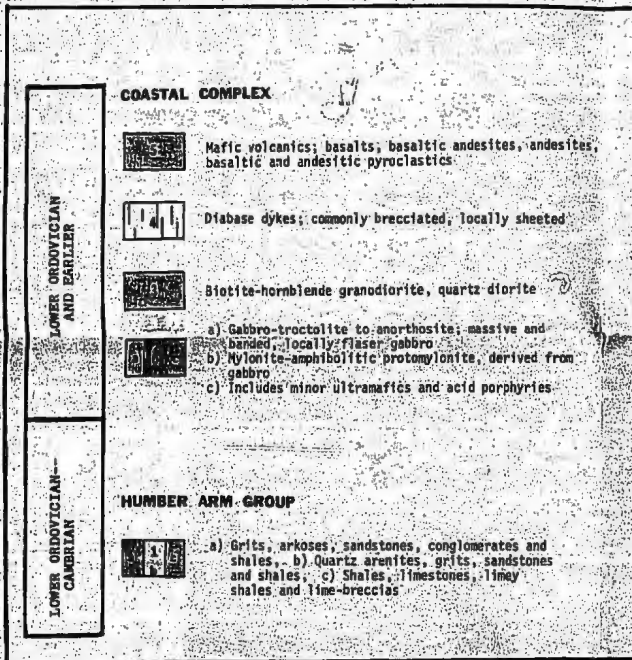 COASTAL COMPLEX
LOWER ORDOVICIAN
AND EARLIER
5
Mafic volcanics; basalts, basaltic andesites, andesites,
basaltic and andesitic pyroclastics
4
Diabase dykes; commonly brecciated, locally sheeted
Biotite-hornblende granodiorite, quartz diorite
a) Gabbro-troctolite to anorthosite; massive and
banded, locally flaser gabbro
b) Mylonite-amphibolitic protomylonite, derived from
gabbro
c) Includes minor ultramafics and acid porphyries
LOWER ORDOVICIAN--
CAMBRIAN
HUMBER ARM GROUP
1
a) Grits, arkoses, sandstones, conglomerates and
shales, b) Quartz arenites, grits, sandstones
and shales, c) Shales, limestones, limey
shales and lime-breccias